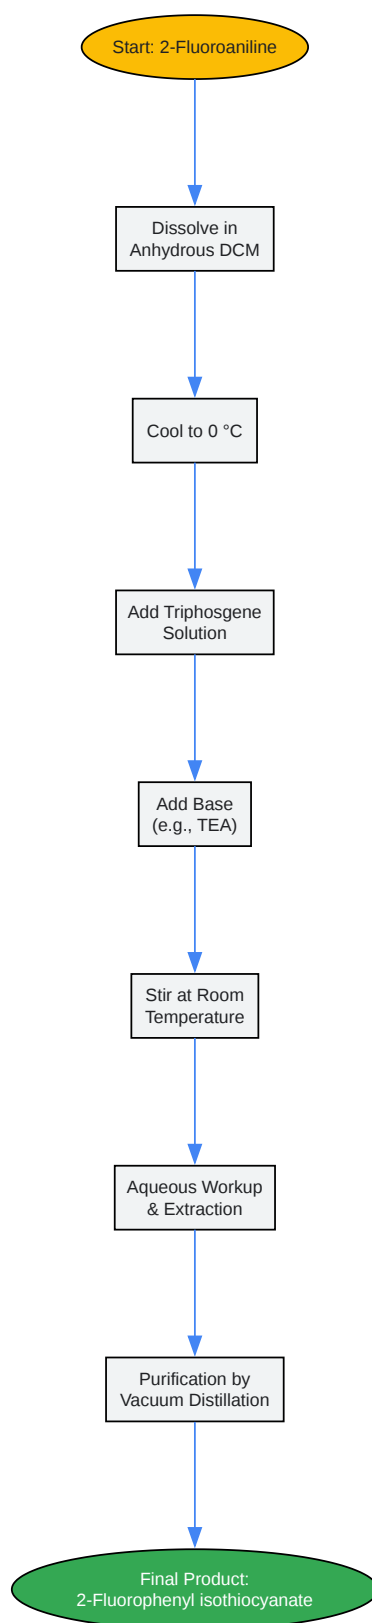 Start: 2-Fluoroaniline
Dissolve in
Anhydrous DCM
Cool to 0 °C
Add Triphosgene
Solution
Add Base
(e.g., TEA)
Stir at Room
Temperature
Aqueous Workup
& Extraction
Purification by
Vacuum Distillation
Final Product:
2-Fluorophenyl isothiocyanate